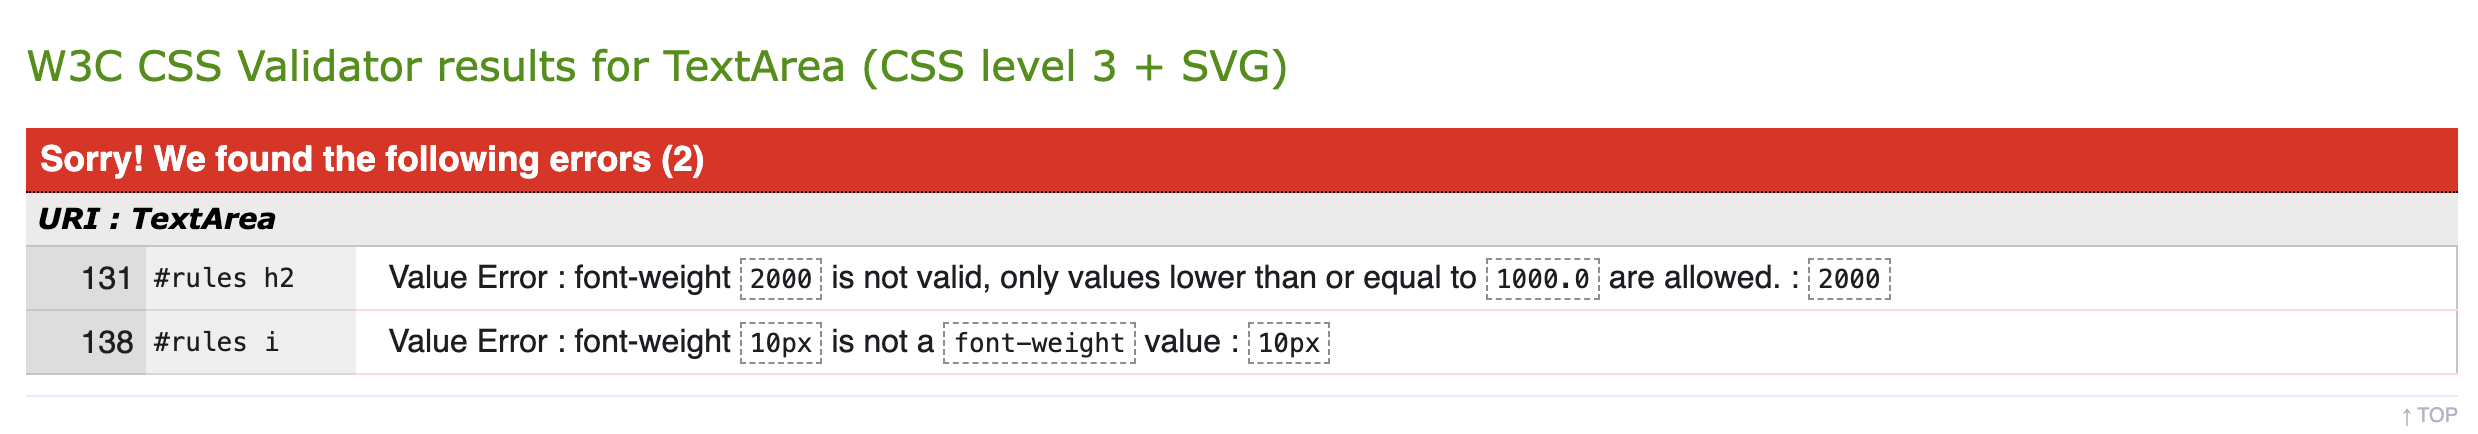 W3C CSS Validator results for TextArea (CSS level 3 + SVG)
Sorry! We found the following errors (2)
URI : TextArea
131 #rules h2 Value Error : font-weight 2000 is not valid, only values lower than or equal to 1000.0 are allowed. : 2000
138 #rules i Value Error : font-weight 10px is not a font-weight value : 10px
↑ TOP